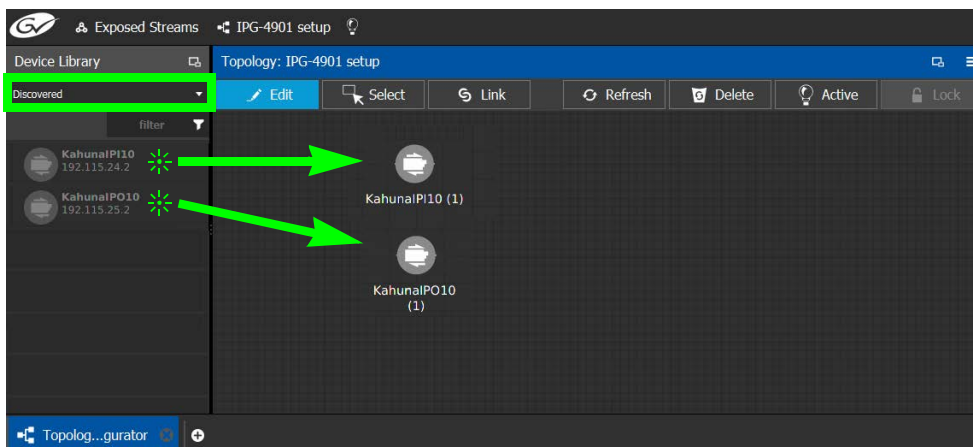 GV Exposed Streams IPG-4901 setup
Device Library Topology: IPG-4901 setup
Discovered Edit Select Link Refresh Delete Active Lock
filter
KahunaIPI10
192.115.24.2
KahunaIPO10
192.115.25.2
KahunaIPI10 (1)
KahunaIPO10
(1)
Topolog...gurator